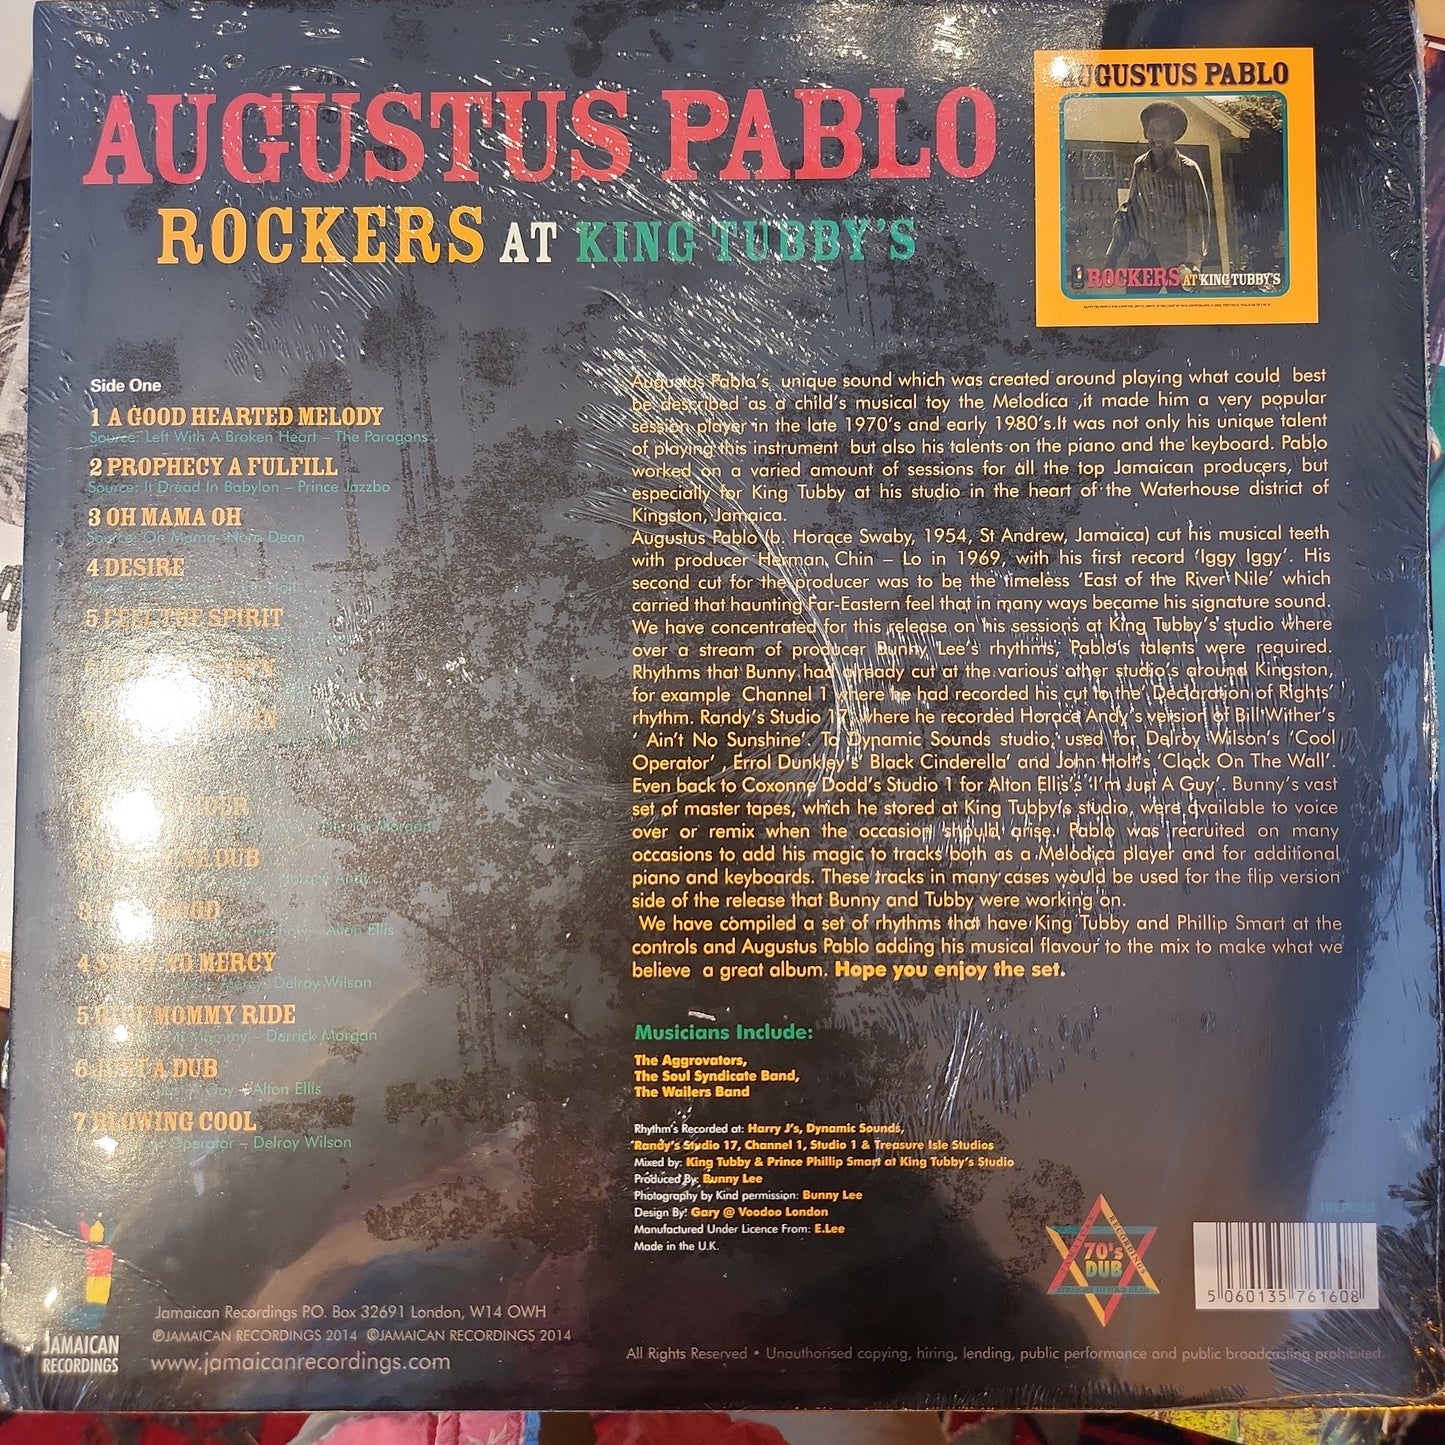 AUGUSTUS PABLO
ROCKERS AT KING TUBBY'S
AUGUSTUS PABLO
ROCKERS AT KING TUBBY'S
Side One
1 A GOOD HEARTED MELODY
Source: Left With A Broken Heart – The Paragons
2 PROPHECY A FULFILL
Source: It Dread In Babylon – Prince Jazzbo
3 OH MAMA OH
Source: Oh Mama- Nora Dean
4 DESIRE
5 FEEL THE SPIRIT
Derrick Morgan
DUB
Alton Ellis
4 NO MERCY
Mercy- Delroy Wilson
5 MOMMY RIDE
Mommy – Derrick Morgan
6 JUST A DUB
A Guy – Alton Ellis
7 BLOWING COOL
Operator – Delroy Wilson
Augustus Pablo's unique sound which was created around playing what could best
be described as a child's musical toy the Melodica ,it made him a very popular
session player in the late 1970's and early 1980's.It was not only his unique talent
of playing this instrument but also his talents on the piano and the keyboard. Pablo
worked on a varied amount of sessions for all the top Jamaican producers, but
especially for King Tubby at his studio in the heart of the Waterhouse district of
Kingston, Jamaica.
Augustus Pablo (b. Horace Swaby, 1954, St Andrew, Jamaica) cut his musical teeth
with producer Herman Chin – Lo in 1969, with his first record 'Iggy Iggy'. His
second cut for the producer was to be the timeless 'East of the River Nile' which
carried that haunting Far-Eastern feel that in many ways became his signature sound.
We have concentrated for this release on his sessions at King Tubby's studio where
over a stream of producer Bunny Lee's rhythms, Pablo's talents were required.
Rhythms that Bunny had already cut at the various other studio's around Kingston,
for example Channel 1 where he had recorded his cut to the' Declaration of Rights'
rhythm. Randy's Studio 17, where he recorded Horace Andy's version of Bill Wither's
' Ain't No Sunshine'. To Dynamic Sounds studio, used for Delroy Wilson's 'Cool
Operator' , Errol Dunkley's' Black Cinderella' and John Holt's 'Clock On The Wall'.
Even back to Coxonne Dodd's Studio 1 for Alton Ellis's 'I'm Just A Guy'. Bunny's vast
set of master tapes, which he stored at King Tubby's studio, were available to voice
over or remix when the occasion should arise. Pablo was recruited on many
occasions to add his magic to tracks both as a Melodica player and for additional
piano and keyboards. These tracks in many cases would be used for the flip version
side of the release that Bunny and Tubby were working on.
We have compiled a set of rhythms that have King Tubby and Phillip Smart at the
controls and Augustus Pablo adding his musical flavour to the mix to make what we
believe a great album. Hope you enjoy the set.
Musicians Include:
The Aggrovators,
The Soul Syndicate Band,
The Wailers Band
Rhythm's Recorded at: Harry J's, Dynamic Sounds,
Randy's Studio 17, Channel 1, Studio 1 & Treasure Isle Studios
Mixed by: King Tubby & Prince Phillip Smart at King Tubby's Studio
Produced By: Bunny Lee
Photography by Kind permission: Bunny Lee
Design By: Gary @ Voodoo London
Manufactured Under Licence From: E.Lee
Made in the U.K.
JAMAICAN
RECORDINGS
Jamaican Recordings P.O. Box 32691 London, W14 OWH
℗JAMAICAN RECORDINGS 2014 ©JAMAICAN RECORDINGS 2014
www.jamaicanrecordings.com
RECORDINGS
70's
DUB
5 060135 761608
All Rights Reserved • Unauthorised copying, hiring, lending, public performance and public broadcasting prohibited.